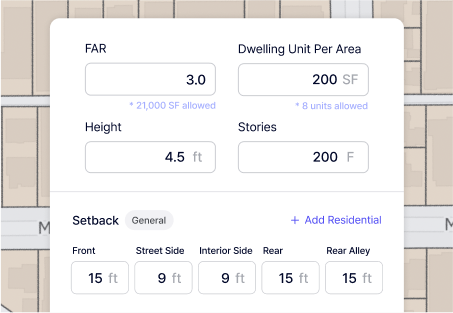 FAR
Dwelling Unit Per Area
3.0
200 SF
* 21,000 SF allowed
* 8 units allowed
Height
Stories
4.5 ft
200 F
Setback General + Add Residential
Front Street Side Interior Side Rear Rear Alley
15 ft 9 ft 9 ft 15 ft 15 ft